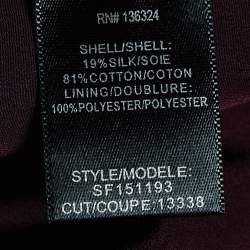 RN# 136324
SHELL/SHELL:
19% SILK/SOIE
81% COTTON/COTON
LINING/DOUBLURE:
100% POLYESTER/POLYESTER
STYLE/MODELE:
SF151193
CUT/COUPE: 13338